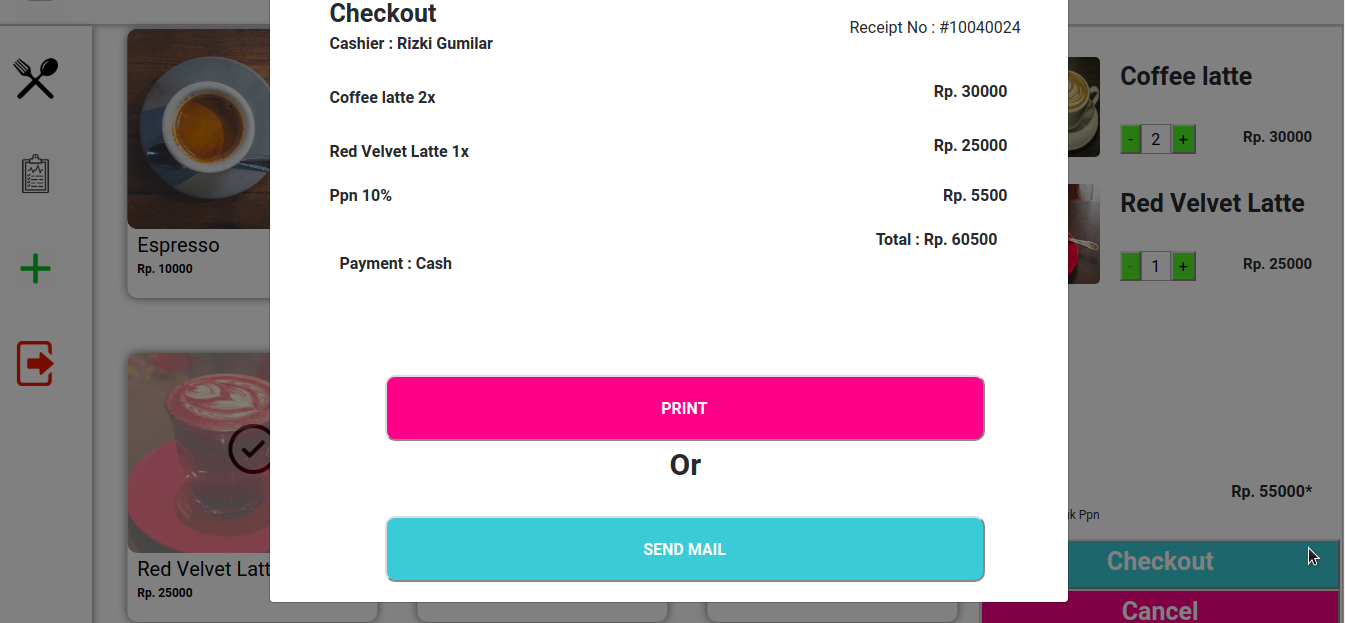 Checkout
Receipt No : #10040024
Cashier : Rizki Gumilar
Coffee latte 2x
Rp. 30000
Red Velvet Latte 1x
Rp. 25000
Ppn 10%
Rp. 5500
Total : Rp. 60500
Payment : Cash
PRINT
Or
SEND MAIL
Espresso
Rp. 10000
Red Velvet Latt
Rp. 25000
Coffee latte
- 2 +
Rp. 30000
Red Velvet Latte
- 1 +
Rp. 25000
Rp. 55000*
Ppn
Checkout
Cancel